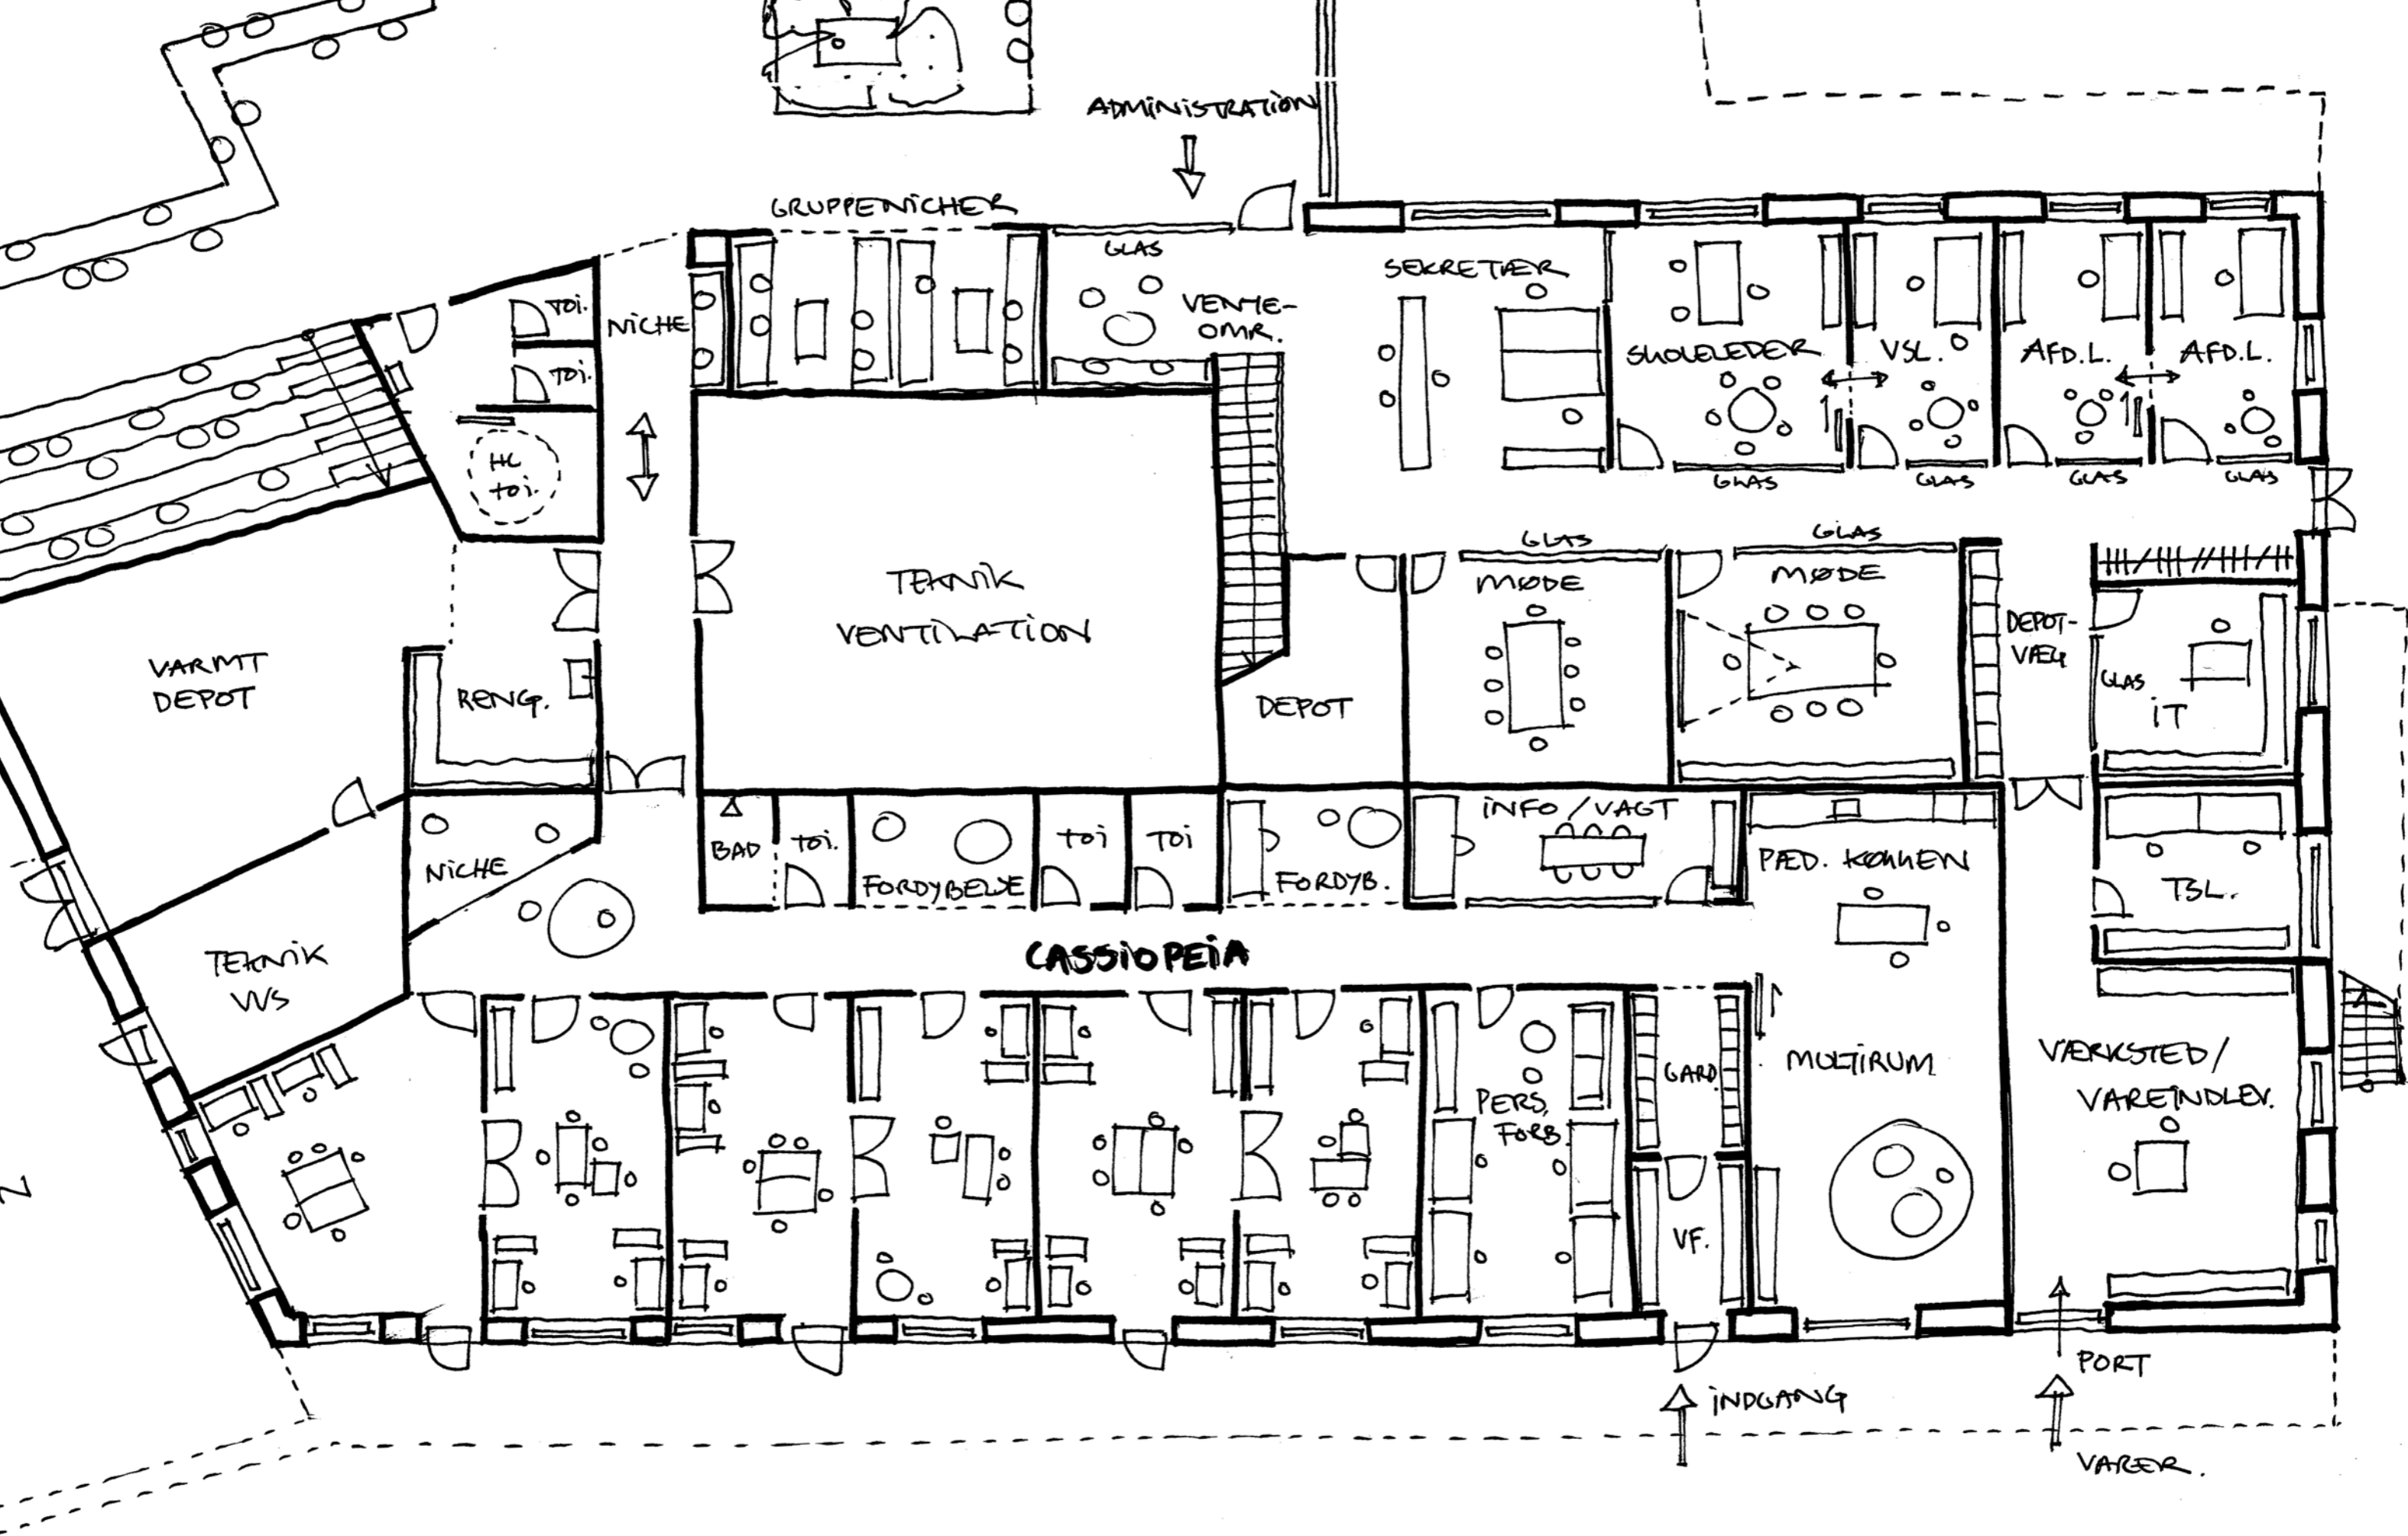 ADMINISTRATION
GRUPPENICHER
GLAS
VENTE-
OMR.
SEKRETÆR
SKOLELEDER
VSL.
AFD.L.
AFD.L.
TOI.
TOI.
NICHE
HC
TOI.
GLAS
GLAS
GLAS
GLAS
GLAS
GLAS
TEKNIK
VENTILATION
MØDE
MØDE
DEPOT-
VÆG
GLAS
IT
VARMT
DEPOT
RENG.
DEPOT
NICHE
BAD
TOI.
FORDYBELSE
TOI
TOI
FORDYB.
INFO/VAGT
PÆD. KØKKEN
TSL.
CASSIOPEIA
TEKNIK
VVS
PERS.
FORB.
GARD.
MULTIRUM
VÆRKSTED/
VAREINDLEV.
VF.
PORT
INDGANG
VARER.